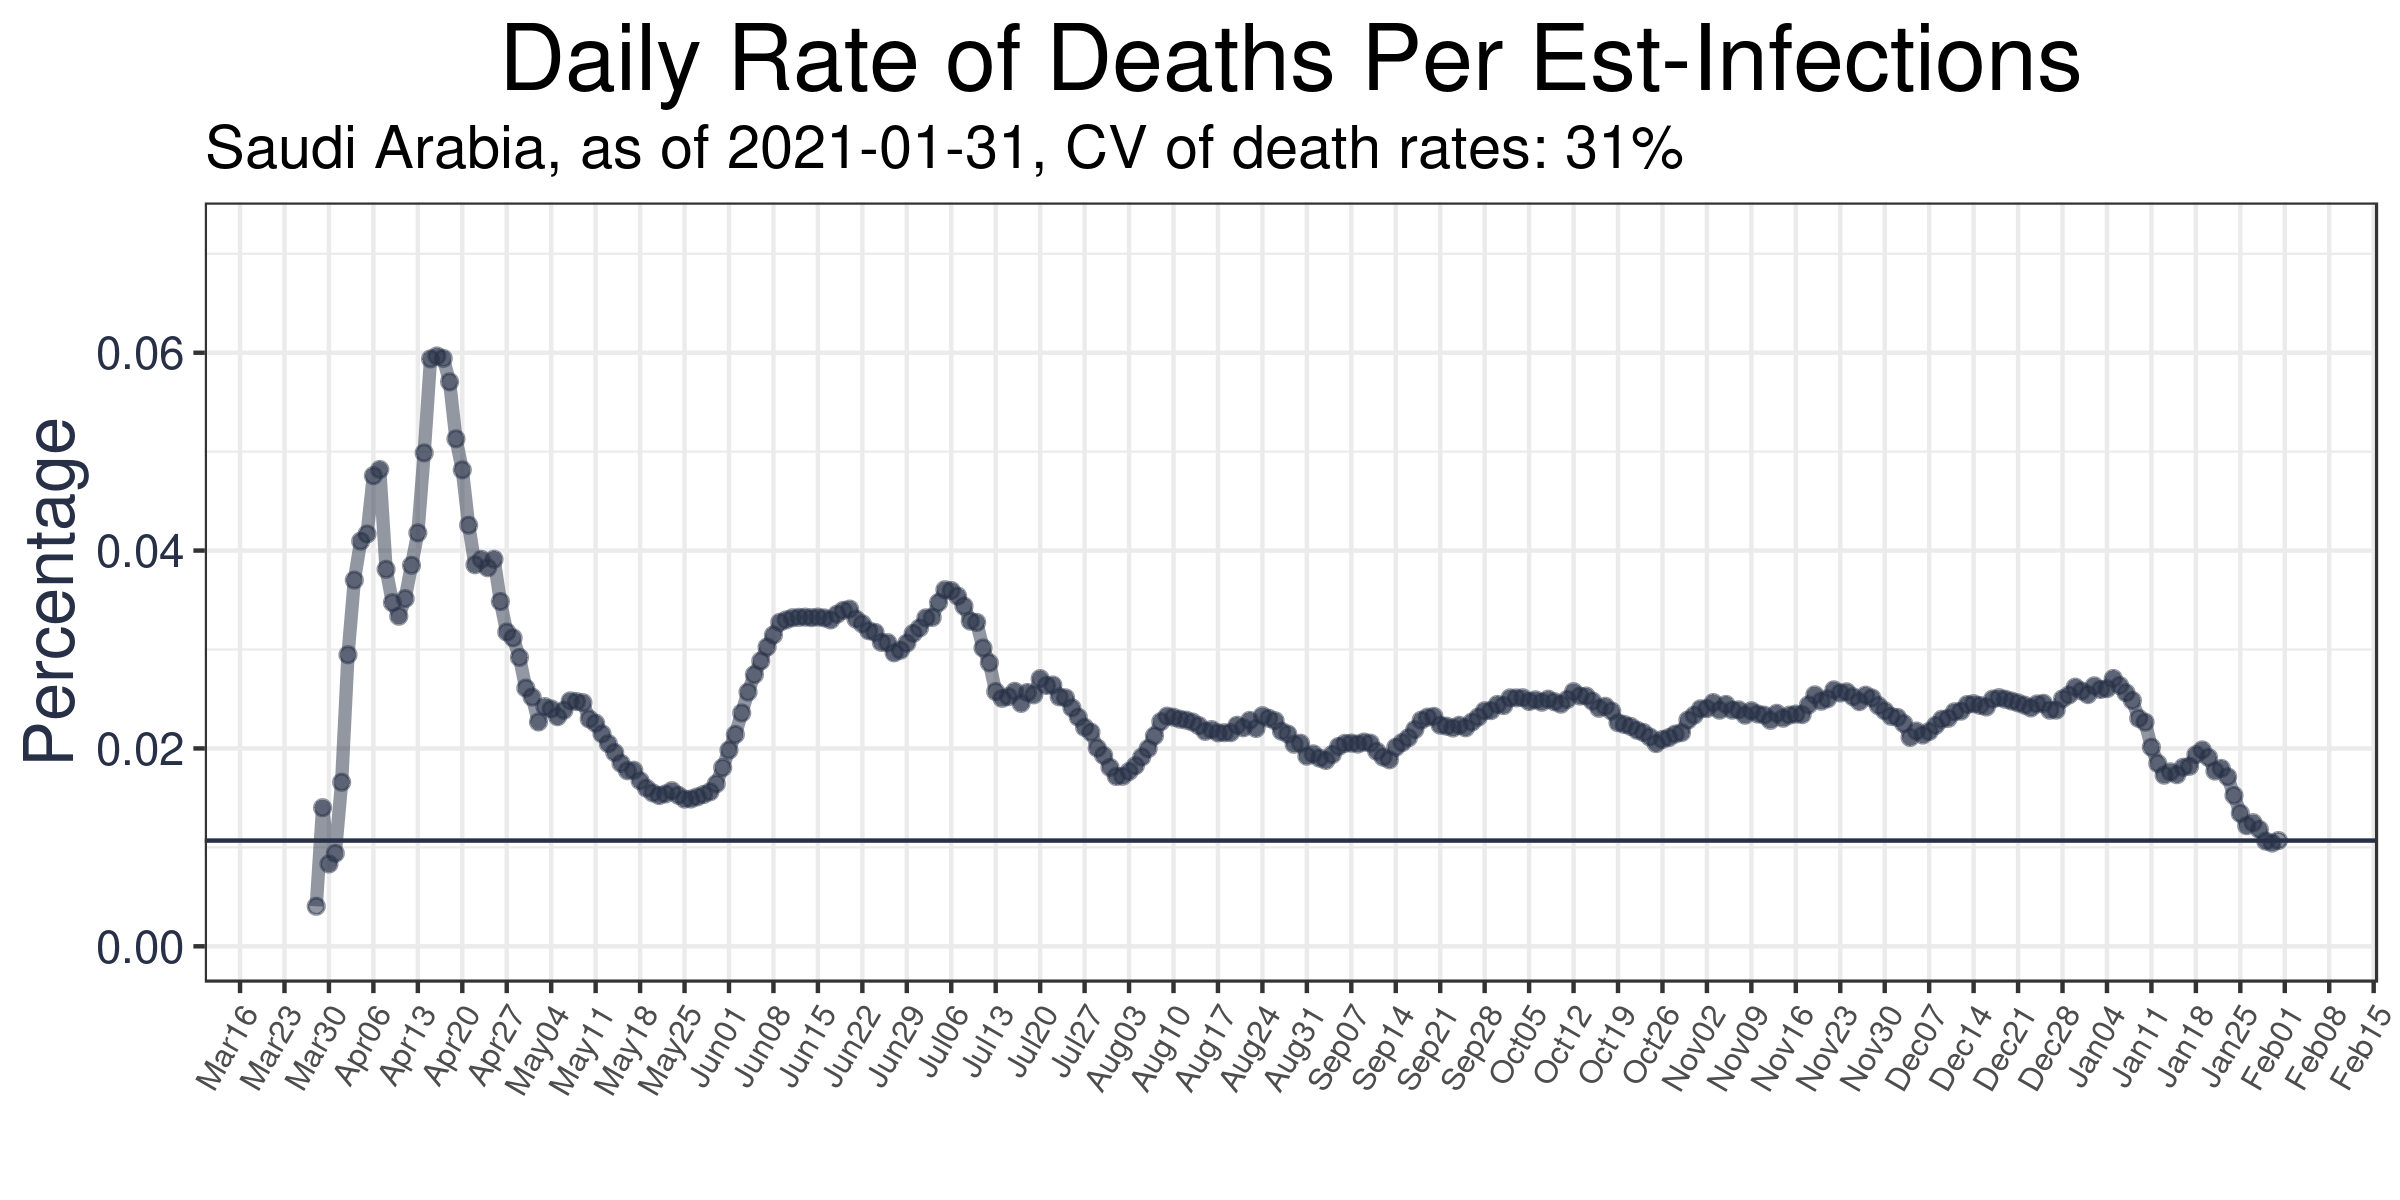 Daily Rate of Deaths Per Est-Infections
Saudi Arabia, as of 2021-01-31, CV of death rates: 31%
Percentage
0.06
0.04
0.02
0.00
Mar16 Mar23 Mar30 Apr06 Apr13 Apr20 Apr27 May04 May11 May18 May25 Jun01 Jun08 Jun15 Jun22 Jun29 Jul06 Jul13 Jul20 Jul27 Aug03 Aug10 Aug17 Aug24 Aug31 Sep07 Sep14 Sep21 Sep28 Oct05 Oct12 Oct19 Oct26 Nov02 Nov09 Nov16 Nov23 Nov30 Dec07 Dec14 Dec21 Dec28 Jan04 Jan11 Jan18 Jan25 Feb01 Feb08 Feb15